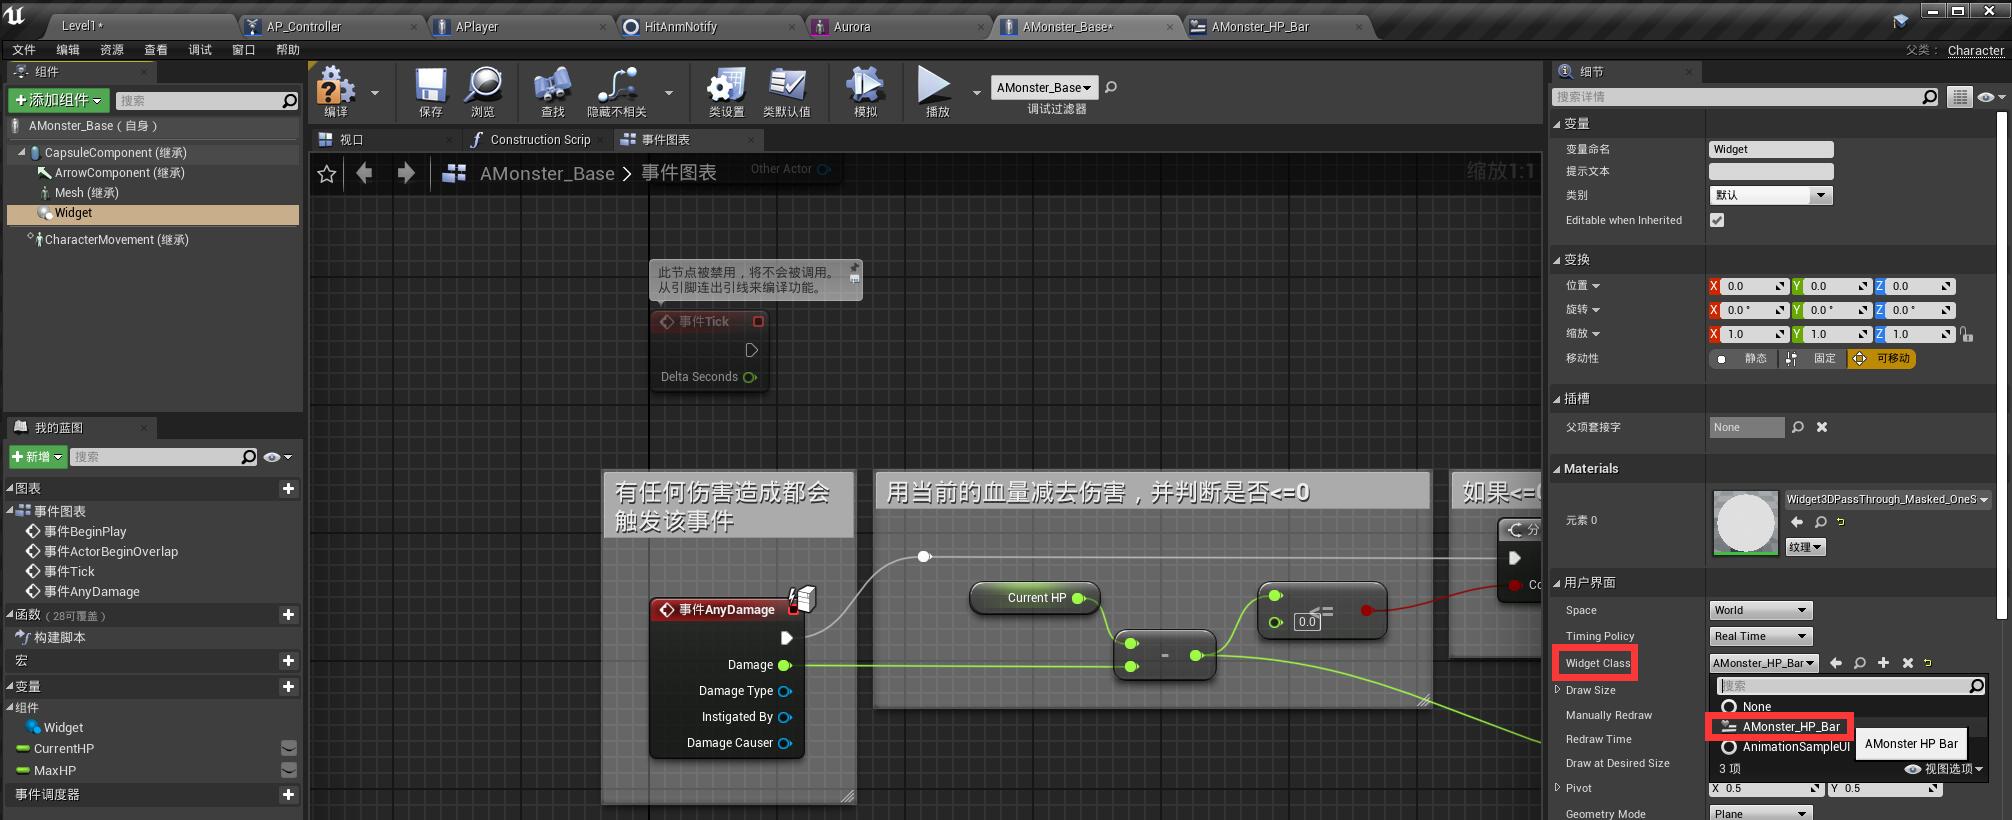 Level1*
AP_Controller
APlayer
HitAnmNotify
Aurora
AMonster_Base*
AMonster_HP_Bar
文件
编辑
资源
查看
调试
窗口
帮助
父类：
Character
组件
添加组件
搜索
AMonster_Base（自身）
CapsuleComponent (继承)
ArrowComponent (继承)
Mesh (继承)
Widget
CharacterMovement (继承)
我的蓝图
新增
搜索
图表
事件图表
事件BeginPlay
事件ActorBeginOverlap
事件Tick
事件AnyDamage
函数（28可覆盖）
构建脚本
宏
变量
组件
Widget
CurrentHP
MaxHP
事件调度器
编译
保存
浏览
查找
隐藏不相关
类设置
类默认值
模拟
播放
AMonster_Base
调试过滤器
视口
Construction Scrip
事件图表
AMonster_Base > 事件图表
Other Actor
缩放1:1
此节点被禁用，将不会被调用。
从引脚连出引线来编译功能。
事件Tick
Delta Seconds
有任何伤害造成都会
触发该事件
事件AnyDamage
Damage
Damage Type
Instigated By
Damage Causer
用当前的血量减去伤害，并判断是否<=0
Current HP
-
<=
0.0
如果<=0
分
Co
细节
搜索详情
变量
变量命名
Widget
提示文本
类别
默认
Editable when Inherited
变换
位置
X 0.0 Y 0.0 Z 0.0
旋转
X 0.0 ° Y 0.0 ° Z 0.0 °
缩放
X 1.0 Y 1.0 Z 1.0
移动性
静态
固定
可移动
插槽
父项套接字
None
Materials
元素 0
Widget3DPassThrough_Masked_OneS
纹理
用户界面
Space
World
Timing Policy
Real Time
Widget Class
AMonster_HP_Bar
Draw Size
搜索
None
Manually Redraw
AMonster_HP_Bar
Redraw Time
AnimationSampleUI
AMonster HP Bar
Draw at Desired Size
3 项
视图选项
Pivot
X 0.5 Y 0.5
Geometry Mode
Plane